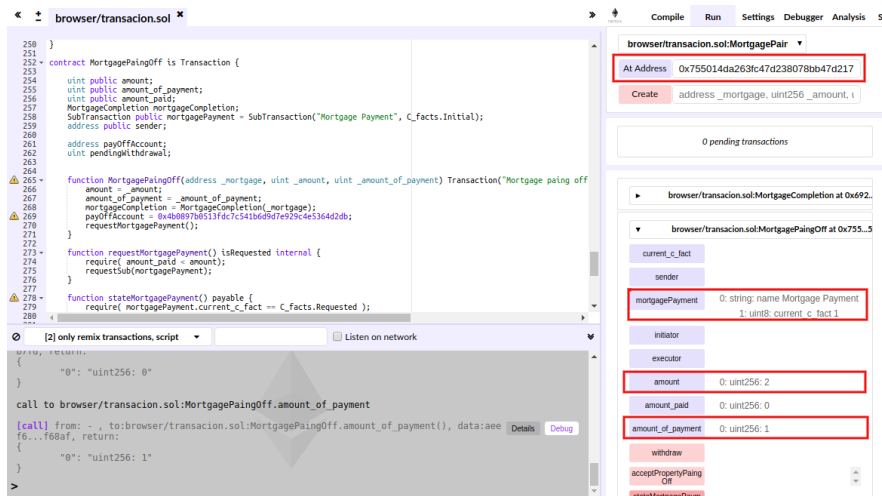 browser/transacion.sol
250 }
251
252 contract MortgagePaingOff is Transaction {
253
254 uint public amount;
255 uint public amount_of_payment;
256 uint public amount_paid;
257 MortgageCompletion mortgageCompletion;
258 SubTransaction public mortgagePayment = SubTransaction("Mortgage Payment", C_facts.Initial);
259 address public sender;
260
261 address payOffAccount;
262 uint pendingWithdrawal;
263
264
265 function MortgagePaingOff(address _mortgage, uint _amount, uint _amount_of_payment) Transaction("Mortgage paing off
266 amount = _amount;
267 amount_of_payment = _amount_of_payment;
268 mortgageCompletion = MortgageCompletion(_mortgage);
269 payOffAccount = 0x4b0897b0513fdc7c541b6d9d7e929c4e5364d2db;
270 requestMortgagePayment();
271 }
272
273 function requestMortgagePayment() isRequested internal {
274 require( amount_paid < amount);
275 requestSub(mortgagePayment);
276 }
277
278 function stateMortgagePayment() payable {
279 require( mortgagePayment.current_c_fact == C_facts.Requested );
280
[2] only remix transactions, script
Listen on network
b7fd, return:
{
"0": "uint256: 0"
}
call to browser/transacion.sol:MortgagePaingOff.amount_of_payment
[call] from: - , to:browser/transacion.sol:MortgagePaingOff.amount_of_payment(), data:aee
f6...f68af, return:
Details Debug
{
"0": "uint256: 1"
}
>
Compile Run Settings Debugger Analysis S
browser/transacion.sol:MortgagePair
At Address 0x755014da263fc47d238078bb47d217
Create address _mortgage, uint256 _amount, u
0 pending transactions
browser/transacion.sol:MortgageCompletion at 0x692..
browser/transacion.sol:MortgagePaingOff at 0x755...5
current_c_fact
sender
mortgagePayment 0: string: name Mortgage Payment
1: uint8: current_c_fact 1
initiator
executor
amount 0: uint256: 2
amount_paid 0: uint256: 0
amount_of_payment 0: uint256: 1
withdraw
acceptPropertyPaing
Off